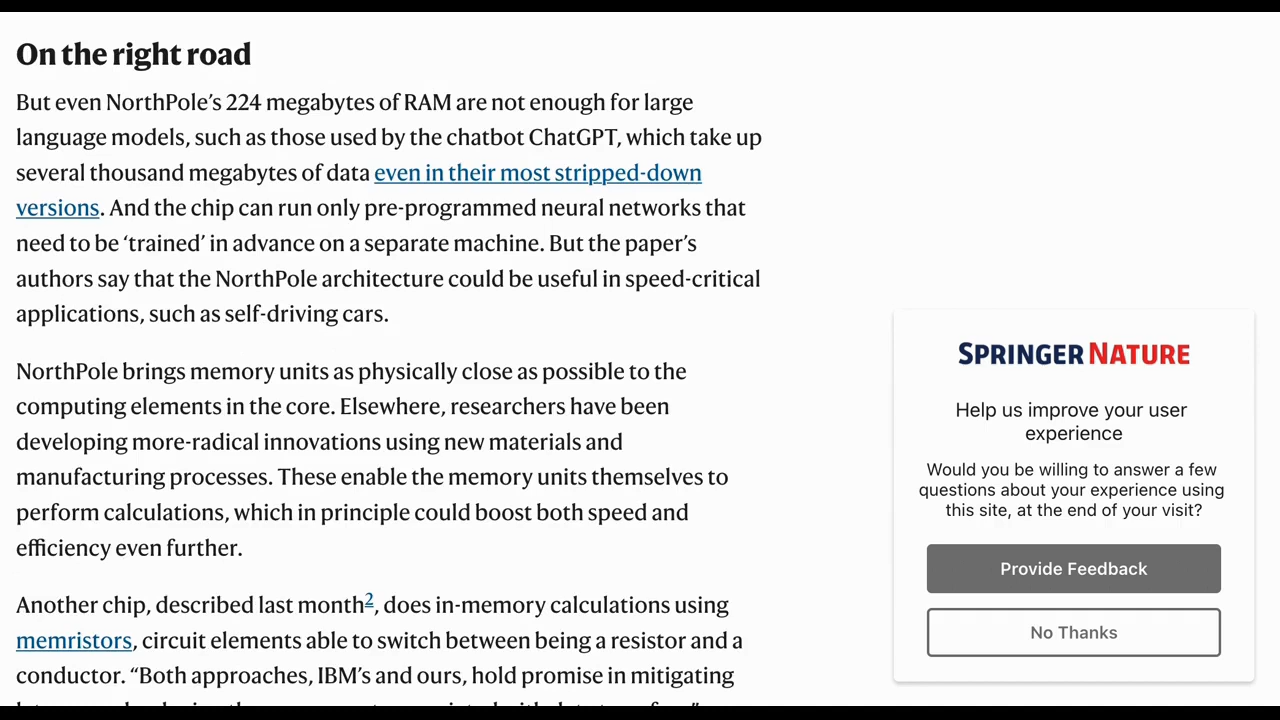 On the right road
But even NorthPole’s 224 megabytes of RAM are not enough for large
language models, such as those used by the chatbot ChatGPT, which take up
several thousand megabytes of data even in their most stripped-down
versions. And the chip can run only pre-programmed neural networks that
need to be ‘trained’ in advance on a separate machine. But the paper’s
authors say that the NorthPole architecture could be useful in speed-critical
applications, such as self-driving cars.
NorthPole brings memory units as physically close as possible to the
computing elements in the core. Elsewhere, researchers have been
developing more-radical innovations using new materials and
manufacturing processes. These enable the memory units themselves to
perform calculations, which in principle could boost both speed and
efficiency even further.
Another chip, described last month2, does in-memory calculations using
memristors, circuit elements able to switch between being a resistor and a
conductor. “Both approaches, IBM’s and ours, hold promise in mitigating
SPRINGER NATURE
Help us improve your user
experience
Would you be willing to answer a few
questions about your experience using
this site, at the end of your visit?
Provide Feedback
No Thanks